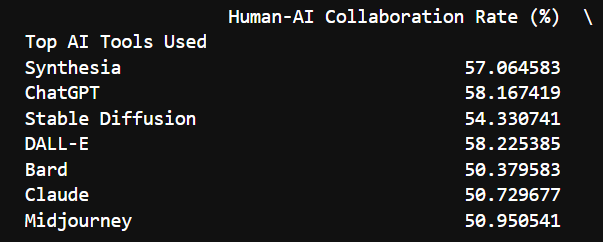 Human-AI Collaboration Rate (%) \
Top AI Tools Used
Synthesia 57.064583
ChatGPT 58.167419
Stable Diffusion 54.330741
DALL-E 58.225385
Bard 50.379583
Claude 50.729677
Midjourney 50.950541